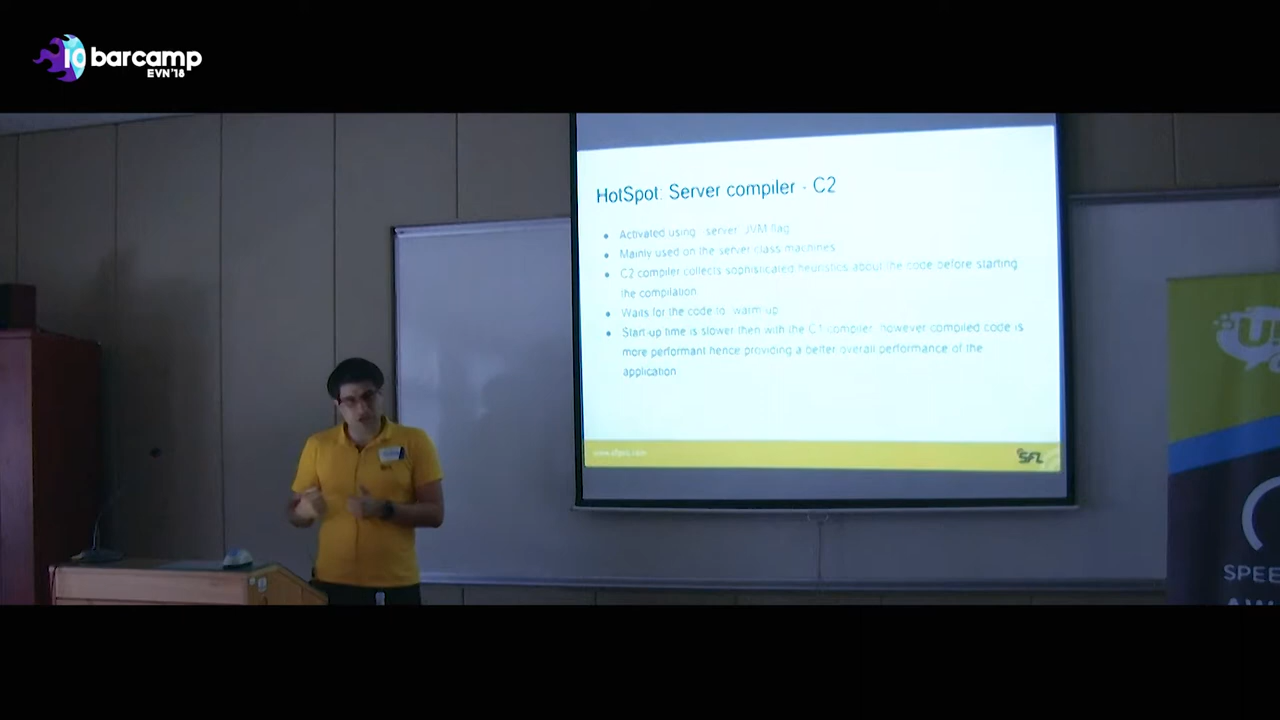 10 barcamp
EVN'18
HotSpot: Server compiler - C2
Activated using -server JVM flag
Mainly used on the server class machines
C2 compiler collects sophisticated heuristics about the code before starting
the compilation
Waits for the code to "warm up"
Start-up time is slower then with the C1 compiler, however compiled code is
more performant hence providing a better overall performance of the
application
SFL
U!
SPEE